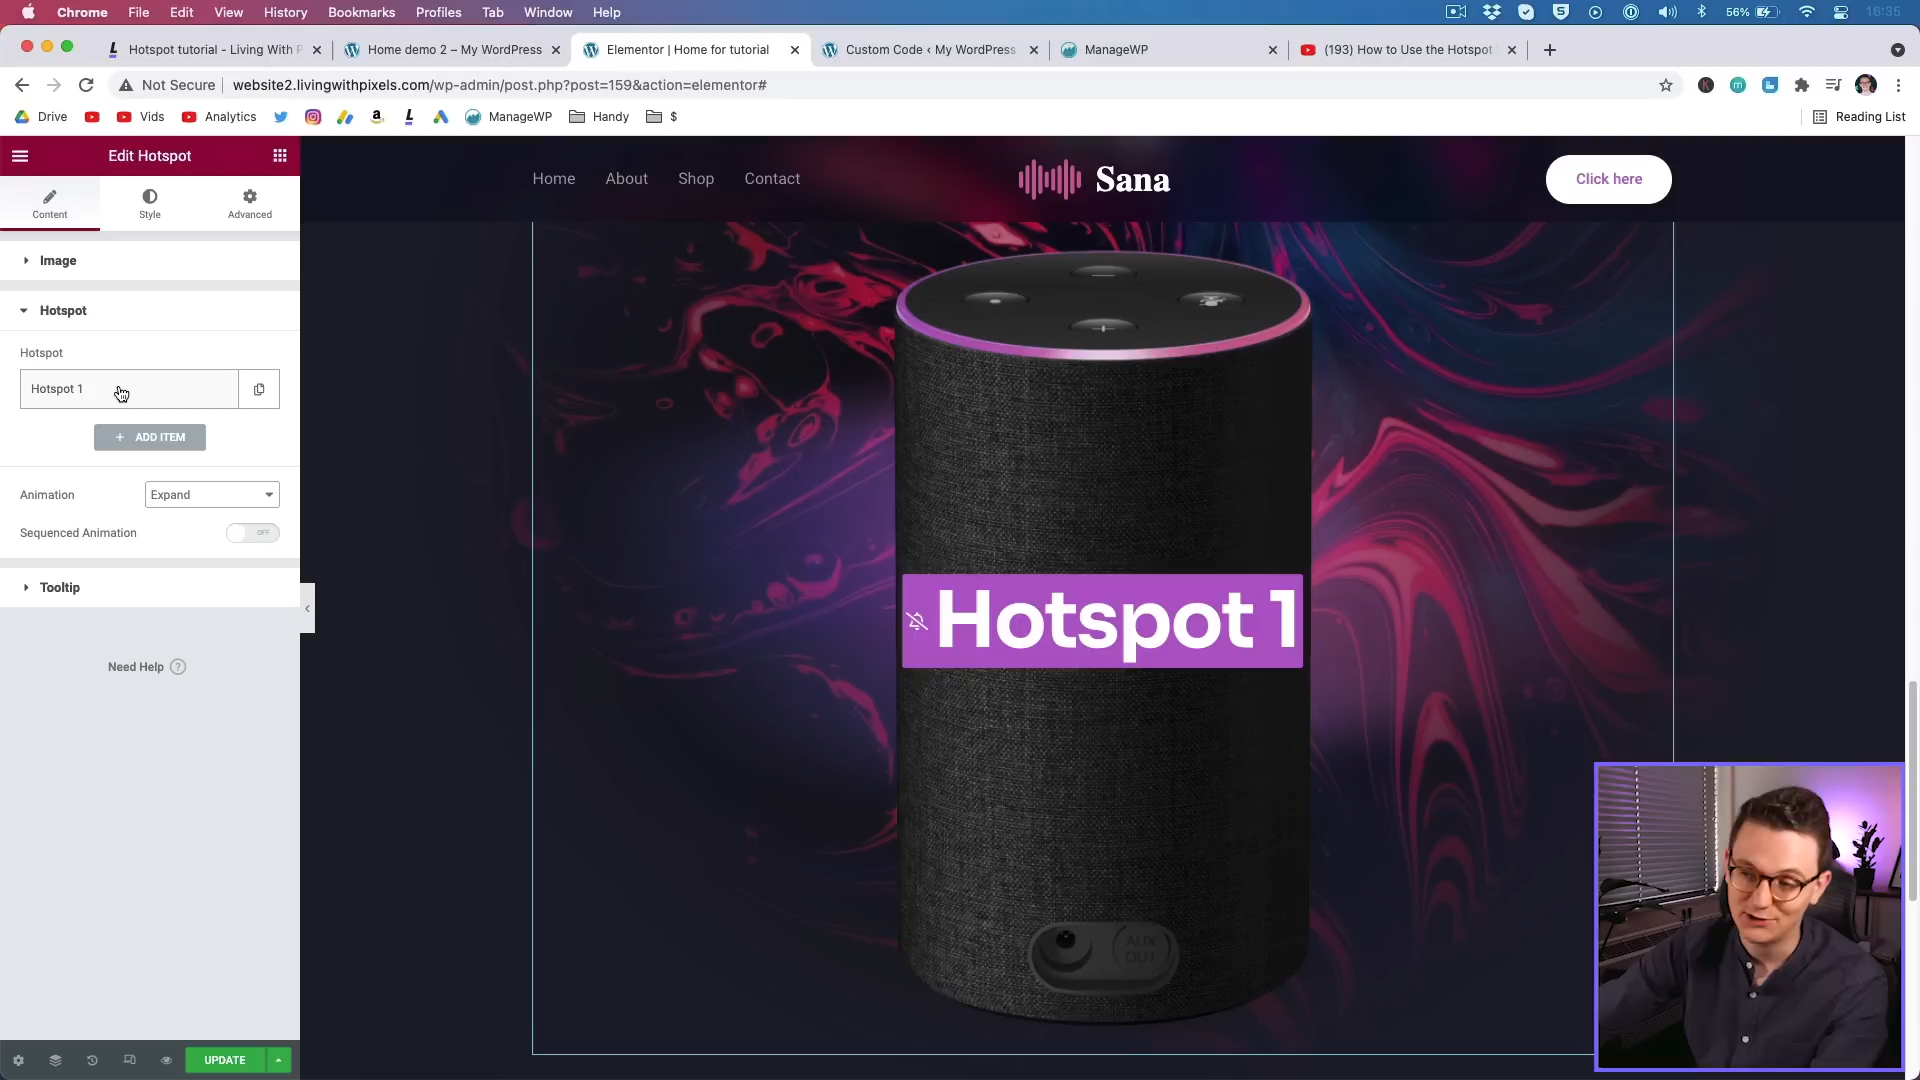 Chrome File Edit View History Bookmarks Profiles Tab Window Help 56% 16:35
Hotspot tutorial - Living With P Home demo 2 – My WordPress Elementor | Home for tutorial Custom Code ‹ My WordPress ManageWP (193) How to Use the Hotspot
Not Secure website2.livingwithpixels.com/wp-admin/post.php?post=159&action=elementor#
Drive Vids Analytics ManageWP Handy $ Reading List
Edit Hotspot
Content Style Advanced
Image
Hotspot
Hotspot
Hotspot 1
+ ADD ITEM
Animation Expand
Sequenced Animation OFF
Tooltip
Need Help ?
UPDATE
Home About Shop Contact Sana Click here
Hotspot 1
AUX
OUT